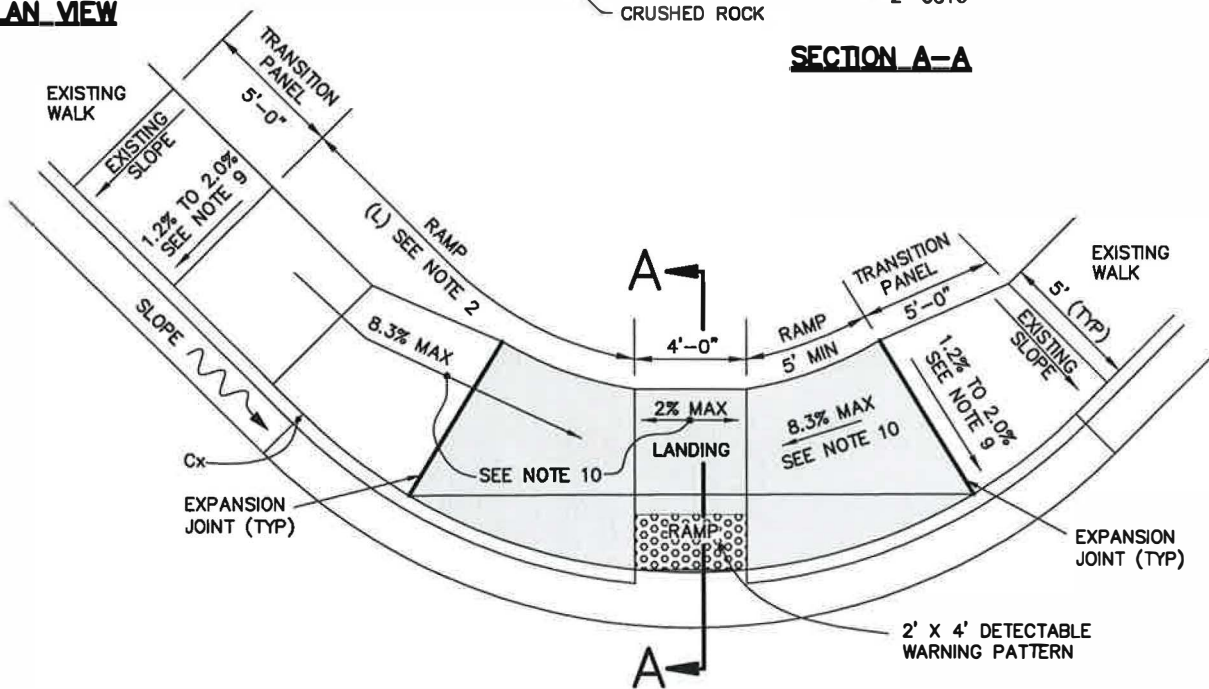 AN VIEW
CRUSHED ROCK
SECTION A-A
EXISTING
WALK
TRANSITION
PANEL
5'-0"
EXISTING
SLOPE
1.2% TO 2.0%
SEE NOTE 9
RAMP
(L) SEE NOTE 2
A
4'-0"
RAMP
5' MIN
TRANSITION
PANEL
5'-0"
5' (TYP)
EXISTING
WALK
EXISTING
SLOPE
SLOPE
8.3% MAX
2% MAX
LANDING
8.3% MAX
SEE NOTE 10
1.2% TO 2.0%
SEE NOTE 9
Cx
SEE NOTE 10
EXPANSION
JOINT (TYP)
RAMP
EXPANSION
JOINT (TYP)
A
2' X 4' DETECTABLE
WARNING PATTERN